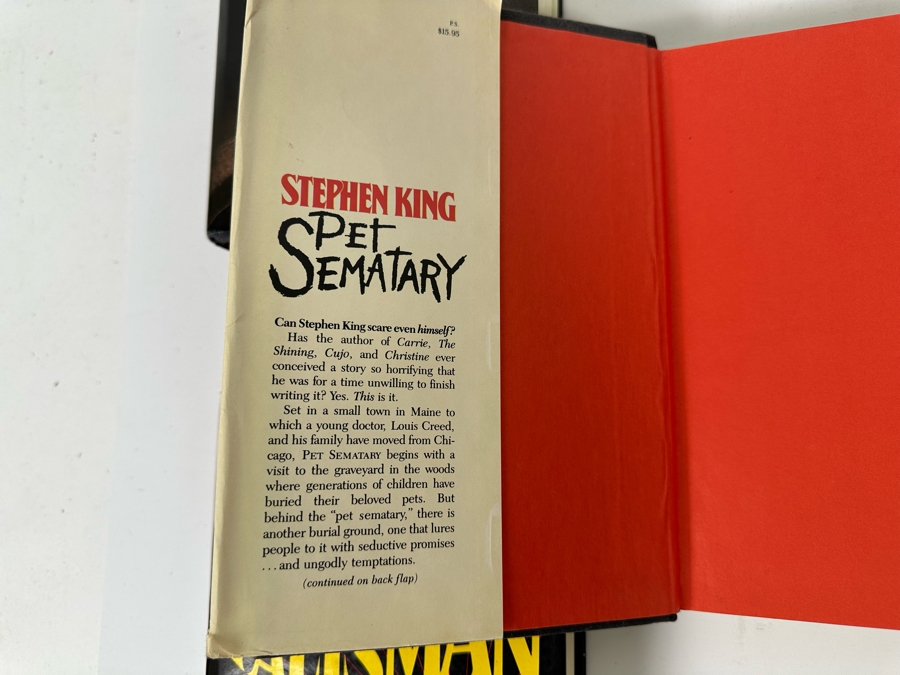 P.S.
$15.95
STEPHEN KING
PET
SEMATARY
Can Stephen King scare even himself?
Has the author of Carrie, The
Shining, Cujo, and Christine ever
conceived a story so horrifying that
he was for a time unwilling to finish
writing it? Yes. This is it.
Set in a small town in Maine to
which a young doctor, Louis Creed,
and his family have moved from Chi-
cago, PET SEMATARY begins with a
visit to the graveyard in the woods
where generations of children have
buried their beloved pets. But
behind the “pet sematary,” there is
another burial ground, one that lures
people to it with seductive promises
...and ungodly temptations.
(continued on back flap)
TALISMAN